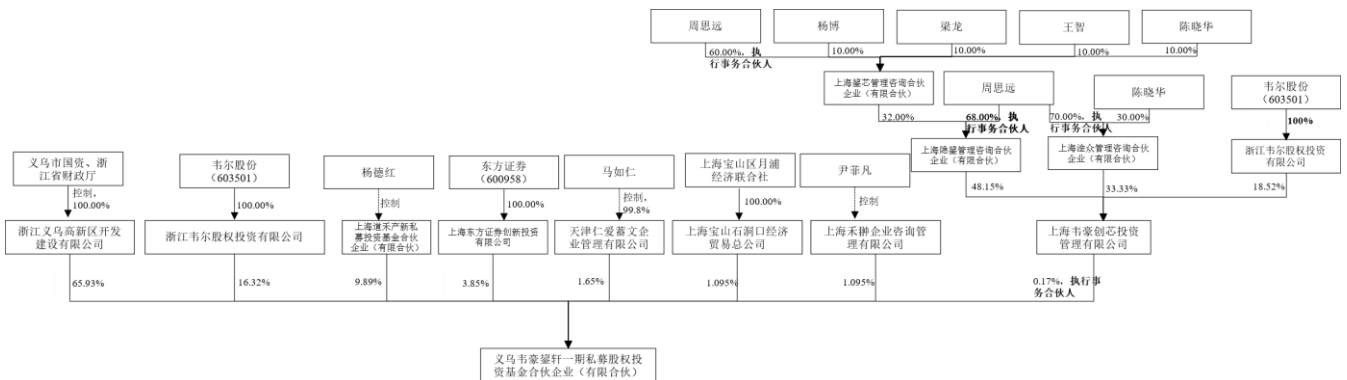 周思远
杨博
梁龙
王智
陈晓华
60.00%，执
行事务合伙人
10.00%
10.00%
10.00%
10.00%
上海鋆芯管理咨询合伙
企业（有限合伙）
周思远
陈晓华
韦尔股份
（603501）
32.00%
68.00%，执
行事务合伙人
70.00%，执
行事务合伙人
30.00%
100%
义乌市国资、浙
江省财政厅
韦尔股份
（603501）
杨德红
东方证券
（600958）
马如仁
上海宝山区月浦
经济联合社
尹菲凡
上海隐鋆管理咨询合伙
企业（有限合伙）
上海淦众管理咨询合伙
企业（有限合伙）
浙江韦尔股权投资
有限公司
控制，
100.00%
100.00%
控制
100.00%
控制，
99.8%
100.00%
控制
48.15%
33.33%
18.52%
浙江义乌高新区开发
建设有限公司
浙江韦尔股权投资有限公司
上海道禾产新私
募投资基金合伙
企业（有限合伙）
上海东方证券创新投资
有限公司
天津仁爱蓄文企
业管理有限公司
上海宝山石洞口经济
贸易总公司
上海禾翀企业咨询管
理有限公司
上海韦豪创芯投资
管理有限公司
65.93%
16.32%
9.89%
3.85%
1.65%
1.095%
1.095%
0.17%，执行事
务合伙人
义乌韦豪鋆轩一期私募股权投
资基金合伙企业（有限合伙）